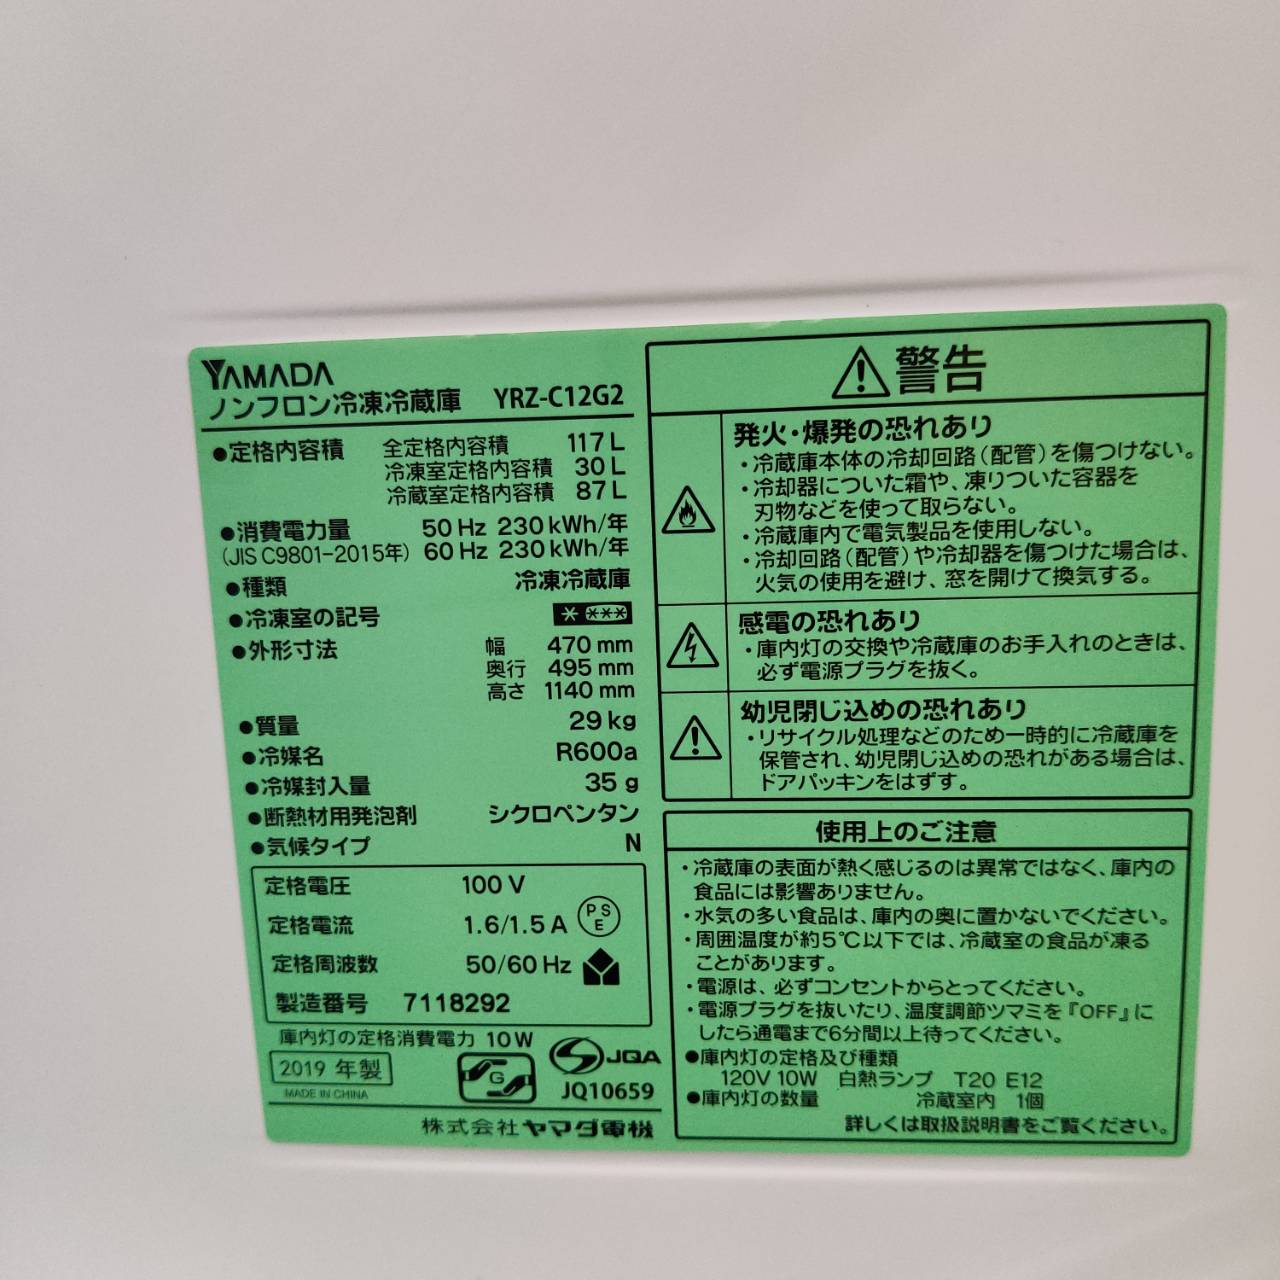 YAMADA
ノンフロン冷凍冷蔵庫 YRZ-C12G2
●定格内容積 全定格内容積 117 L
冷凍室定格内容積 30 L
冷蔵室定格内容積 87 L
●消費電力量 50 Hz 230 kWh/年
(JIS C9801-2015年) 60 Hz 230 kWh/年
●種類 冷凍冷蔵庫
●冷凍室の記号 * ***
●外形寸法 幅 470 mm
奥行 495 mm
高さ 1140 mm
●質量 29 kg
●冷媒名 R600a
●冷媒封入量 35 g
●断熱材用発泡剤 シクロペンタン
●気候タイプ N
定格電圧 100 V
定格電流 1.6/1.5 A PSE
定格周波数 50/60 Hz
製造番号 7118292
庫内灯の定格消費電力 10 W
2019 年製
MADE IN CHINA
G
JQA
JQ10659
株式会社ヤマダ電機
警告
発火・爆発の恐れあり
・冷蔵庫本体の冷却回路（配管）を傷つけない。
・冷却器についた霜や、凍りついた容器を
刃物などを使って取らない。
・冷蔵庫内で電気製品を使用しない。
・冷却回路（配管）や冷却器を傷つけた場合は、
火気の使用を避け、窓を開けて換気する。
感電の恐れあり
・庫内灯の交換や冷蔵庫のお手入れのときは、
必ず電源プラグを抜く。
幼児閉じ込めの恐れあり
・リサイクル処理などのため一時的に冷蔵庫を
保管され、幼児閉じ込めの恐れがある場合は、
ドアパッキンをはずす。
使用上のご注意
・冷蔵庫の表面が熱く感じるのは異常ではなく、庫内の
食品には影響ありません。
・水気の多い食品は、庫内の奥に置かないでください。
・周囲温度が約5℃以下では、冷蔵室の食品が凍る
ことがあります。
・電源は、必ずコンセントからとってください。
・電源プラグを抜いたり、温度調節ツマミを『OFF』に
したら通電まで6分間以上待ってください。
●庫内灯の定格及び種類
120V 10W 白熱ランプ T20 E12
●庫内灯の数量 冷蔵室内 1個
詳しくは取扱説明書をご覧ください。